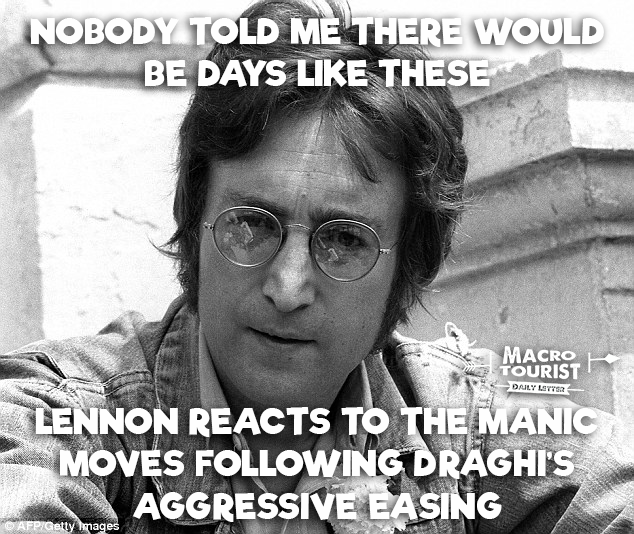 NOBODY TOLD ME THERE WOULD
BE DAYS LIKE THESE
MACRO
TOURIST
DAILY LETTER
LENNON REACTS TO THE MANIC
MOVES FOLLOWING DRAGHI'S
AGGRESSIVE EASING
© AFP/Getty Images